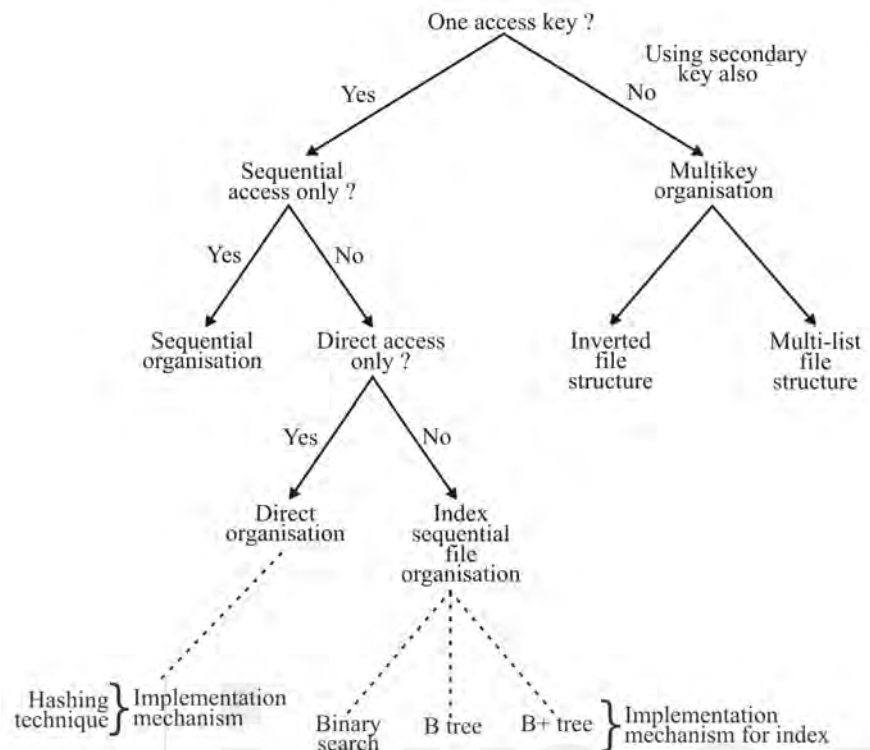 One access key ?
Using secondary
key also
Yes
No
Sequential
access only ?
Multikey
organisation
Yes
No
Sequential
organisation
Direct access
only ?
Inverted
file
structure
Multi-list
file
structure
Yes
No
Direct
organisation
Index
sequential
file
organisation
Hashing
technique
Implementation
mechanism
Binary
search
B tree
B+ tree
Implementation
mechanism for index